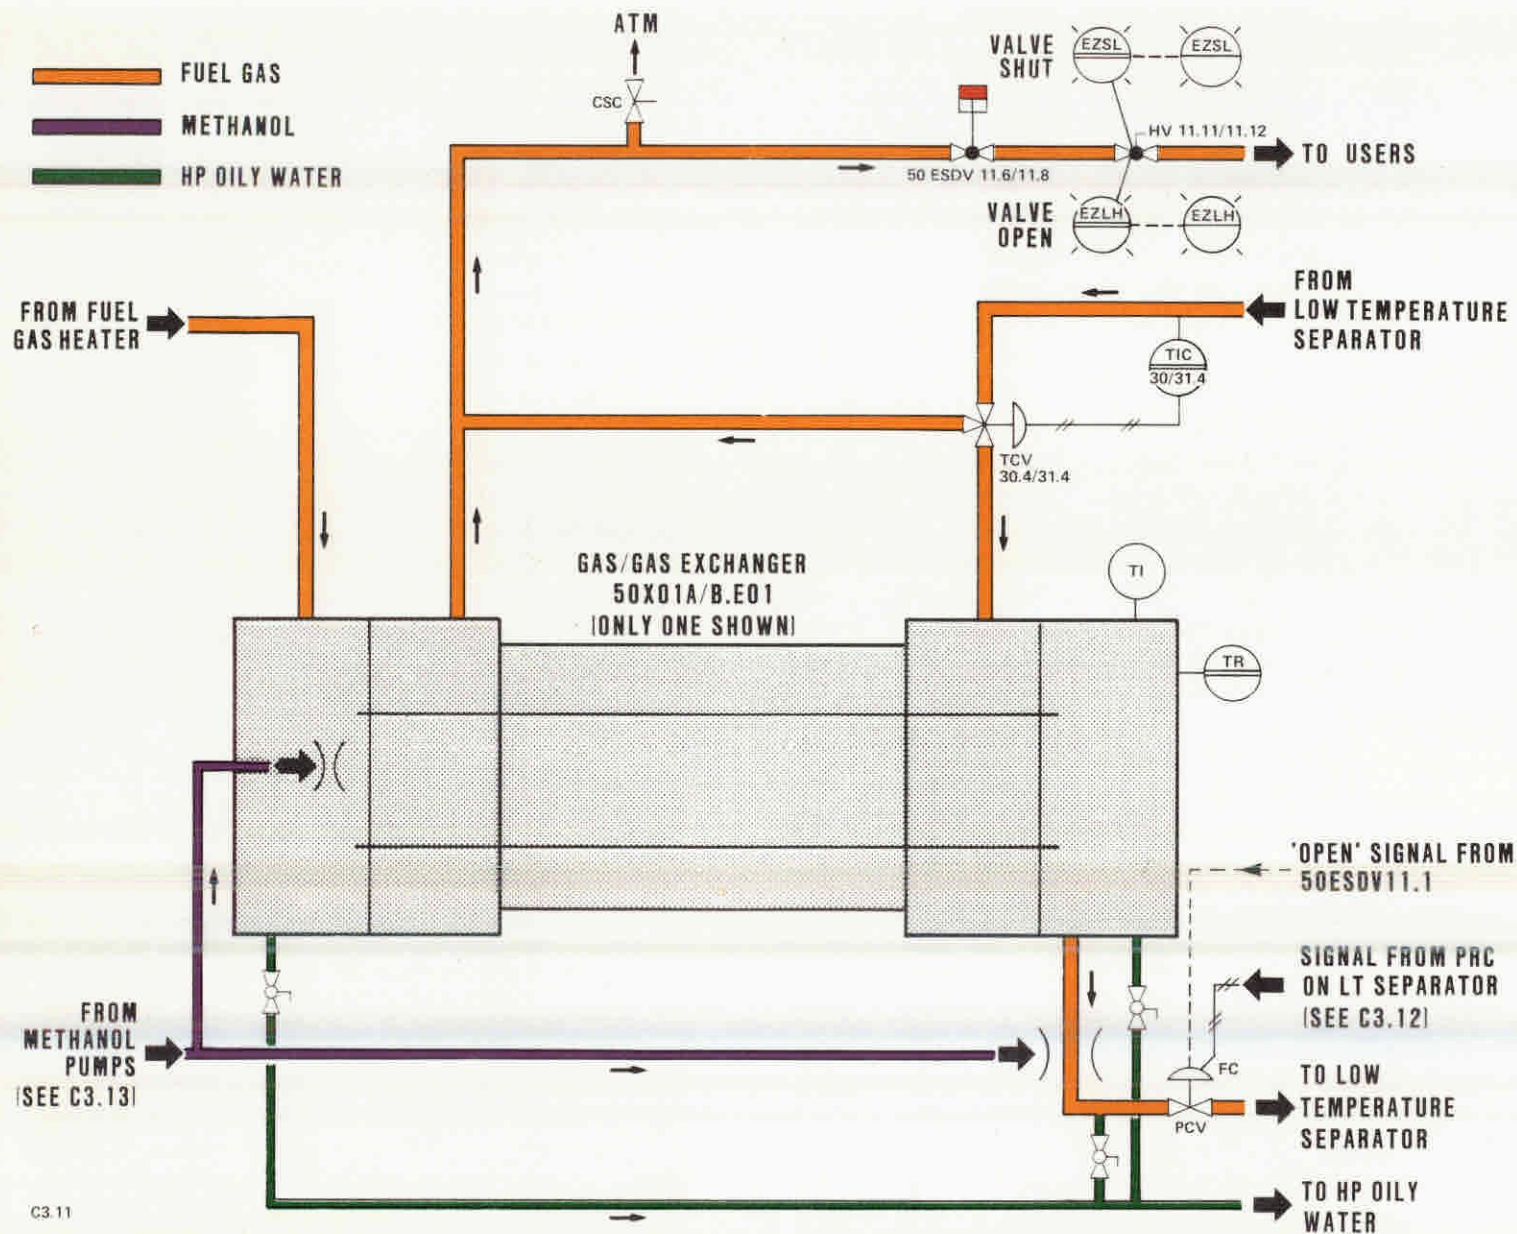 ATM
FUEL GAS
METHANOL
HP OILY WATER
CSC
VALVE
SHUT
EZSL
EZSL
HV 11.11/11.12
TO USERS
50 ESDV 11.6/11.8
VALVE
OPEN
EZLH
EZLH
FROM FUEL
GAS HEATER
FROM
LOW TEMPERATURE
SEPARATOR
TIC
30/31.4
TCV
30.4/31.4
GAS/GAS EXCHANGER
50X01A/B.E01
(ONLY ONE SHOWN)
TI
TR
'OPEN' SIGNAL FROM
50ESDV11.1
SIGNAL FROM PRC
ON LT SEPARATOR
(SEE C3.12)
FROM
METHANOL
PUMPS
(SEE C3.13)
FC
PCV
TO LOW
TEMPERATURE
SEPARATOR
TO HP OILY
WATER
C3.11